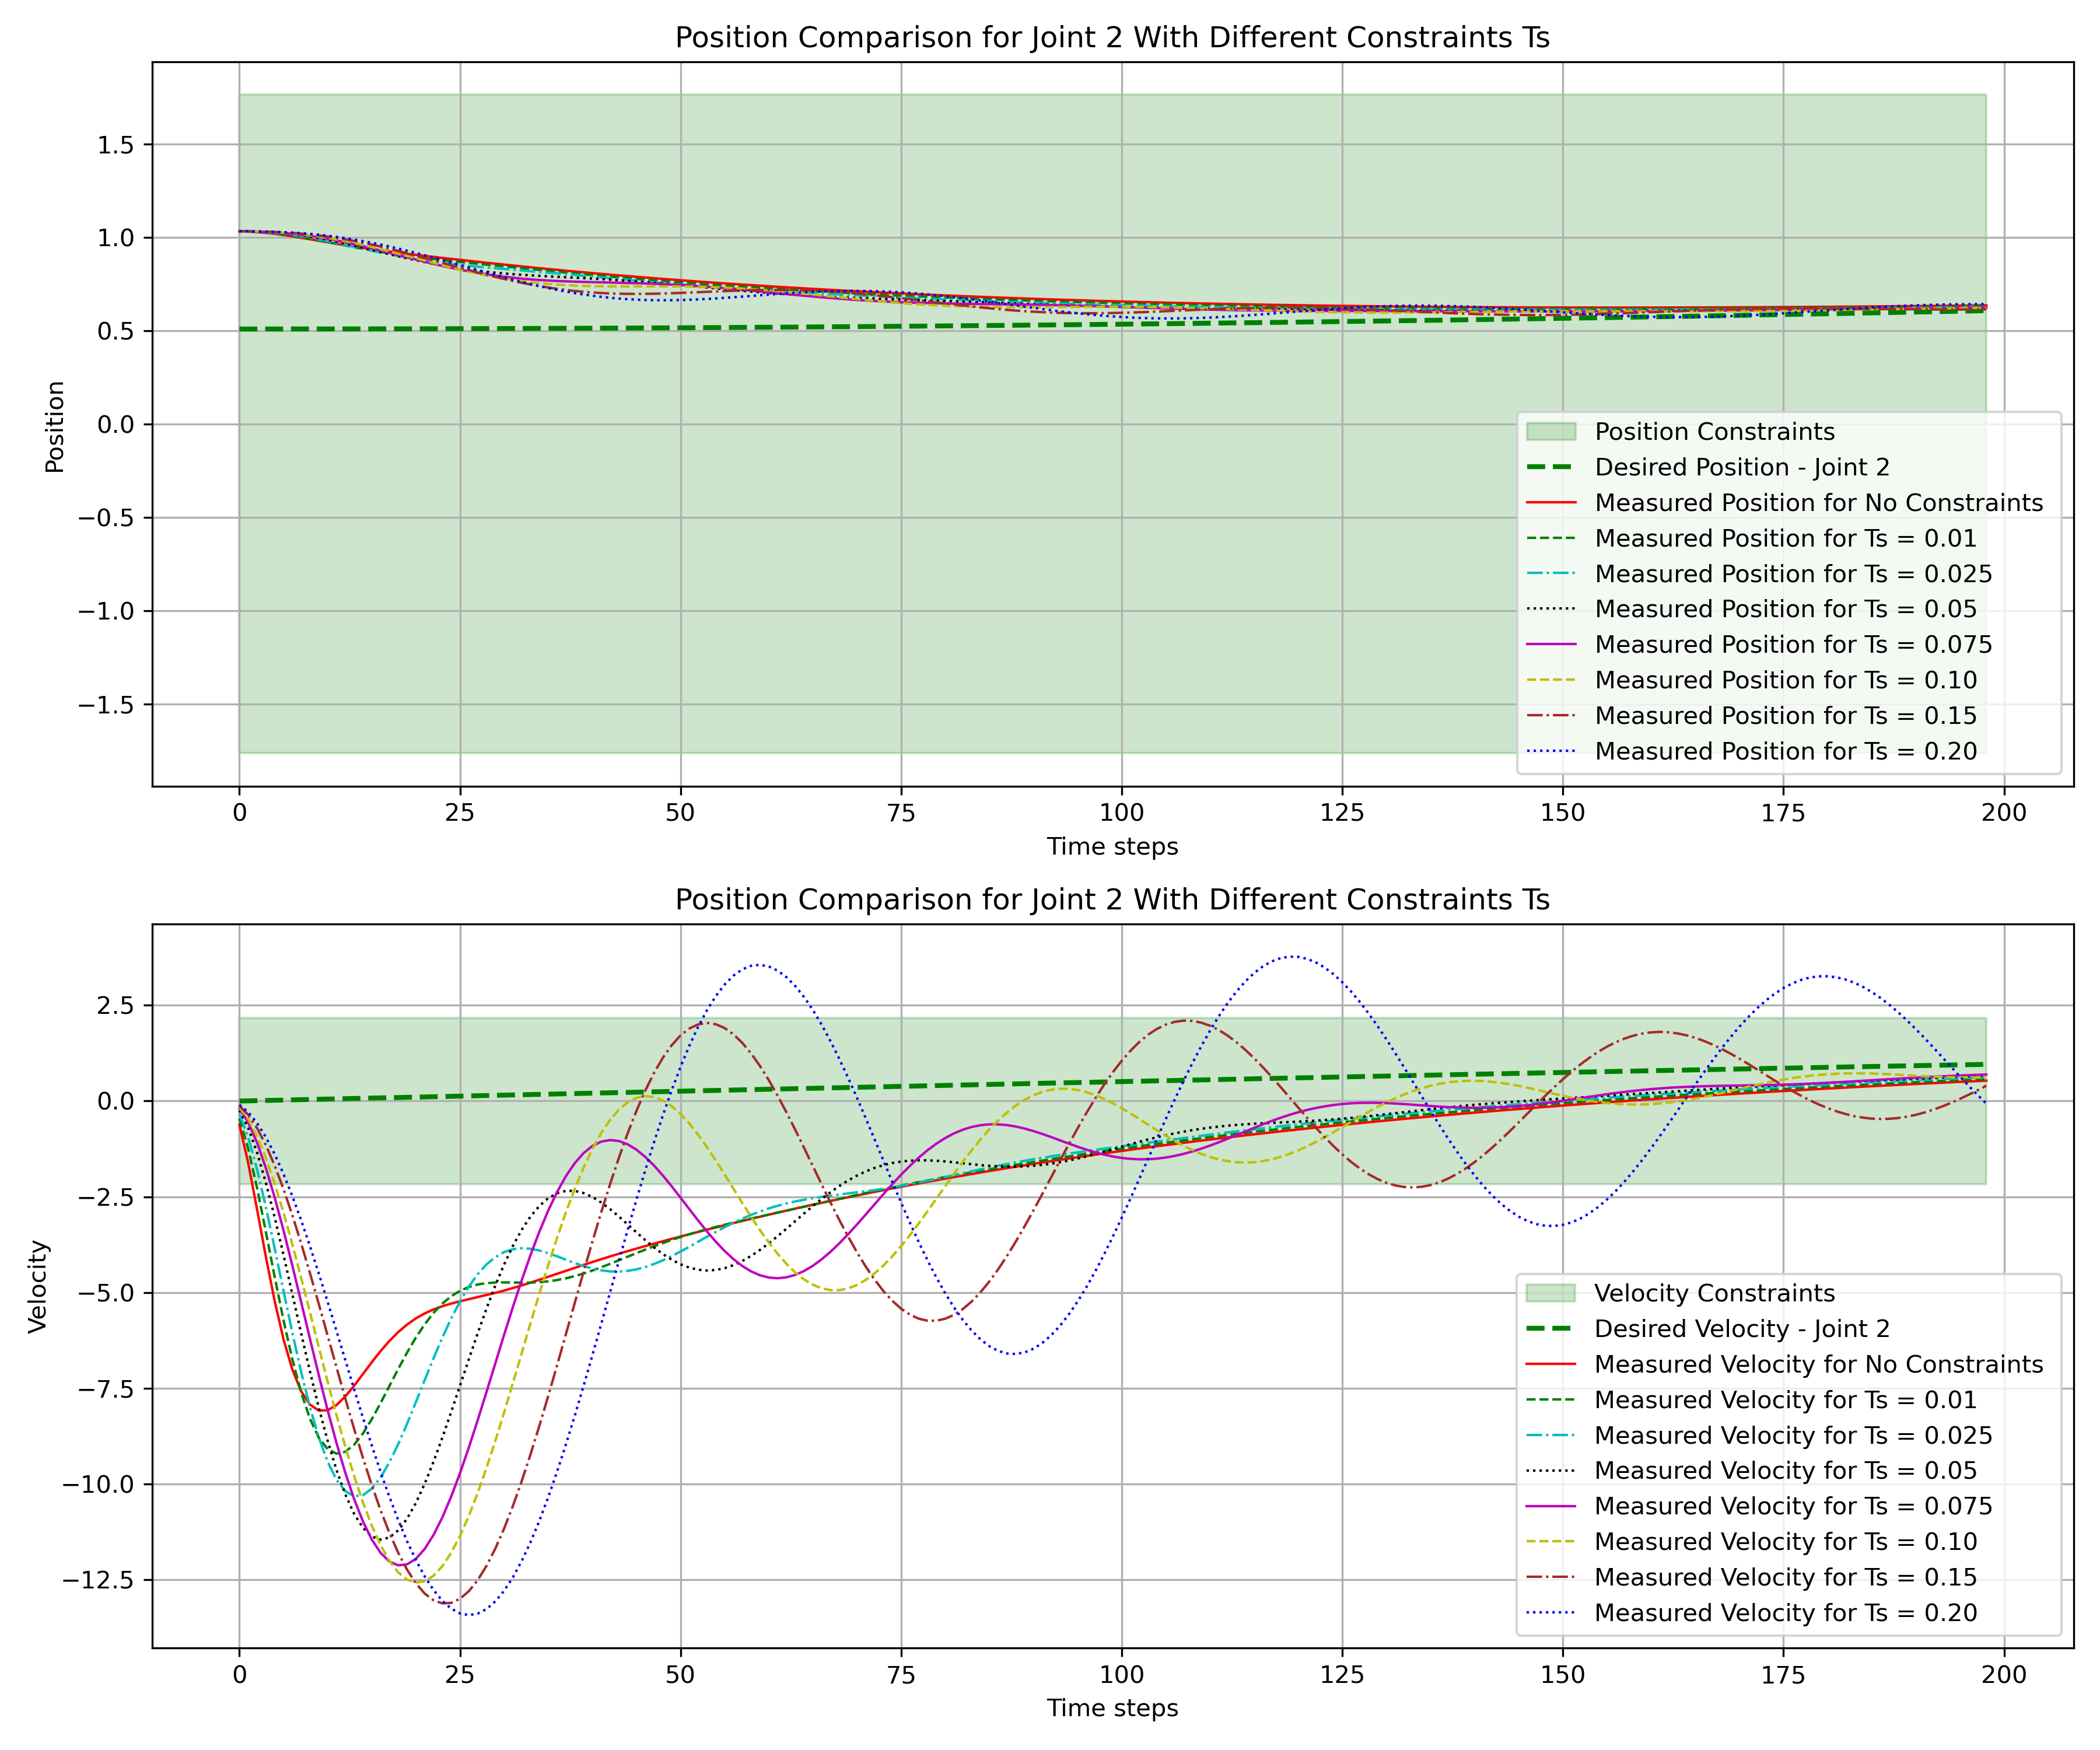 Position Comparison for Joint 2 With Different Constraints Ts
1.5
1.0
0.5
0.0
−0.5
−1.0
−1.5
Position
Position Constraints
Desired Position - Joint 2
Measured Position for No Constraints
Measured Position for Ts = 0.01
Measured Position for Ts = 0.025
Measured Position for Ts = 0.05
Measured Position for Ts = 0.075
Measured Position for Ts = 0.10
Measured Position for Ts = 0.15
Measured Position for Ts = 0.20
0 25 50 75 100 125 150 175 200
Time steps
Position Comparison for Joint 2 With Different Constraints Ts
2.5
0.0
−2.5
−5.0
−7.5
−10.0
−12.5
Velocity
Velocity Constraints
Desired Velocity - Joint 2
Measured Velocity for No Constraints
Measured Velocity for Ts = 0.01
Measured Velocity for Ts = 0.025
Measured Velocity for Ts = 0.05
Measured Velocity for Ts = 0.075
Measured Velocity for Ts = 0.10
Measured Velocity for Ts = 0.15
Measured Velocity for Ts = 0.20
0 25 50 75 100 125 150 175 200
Time steps